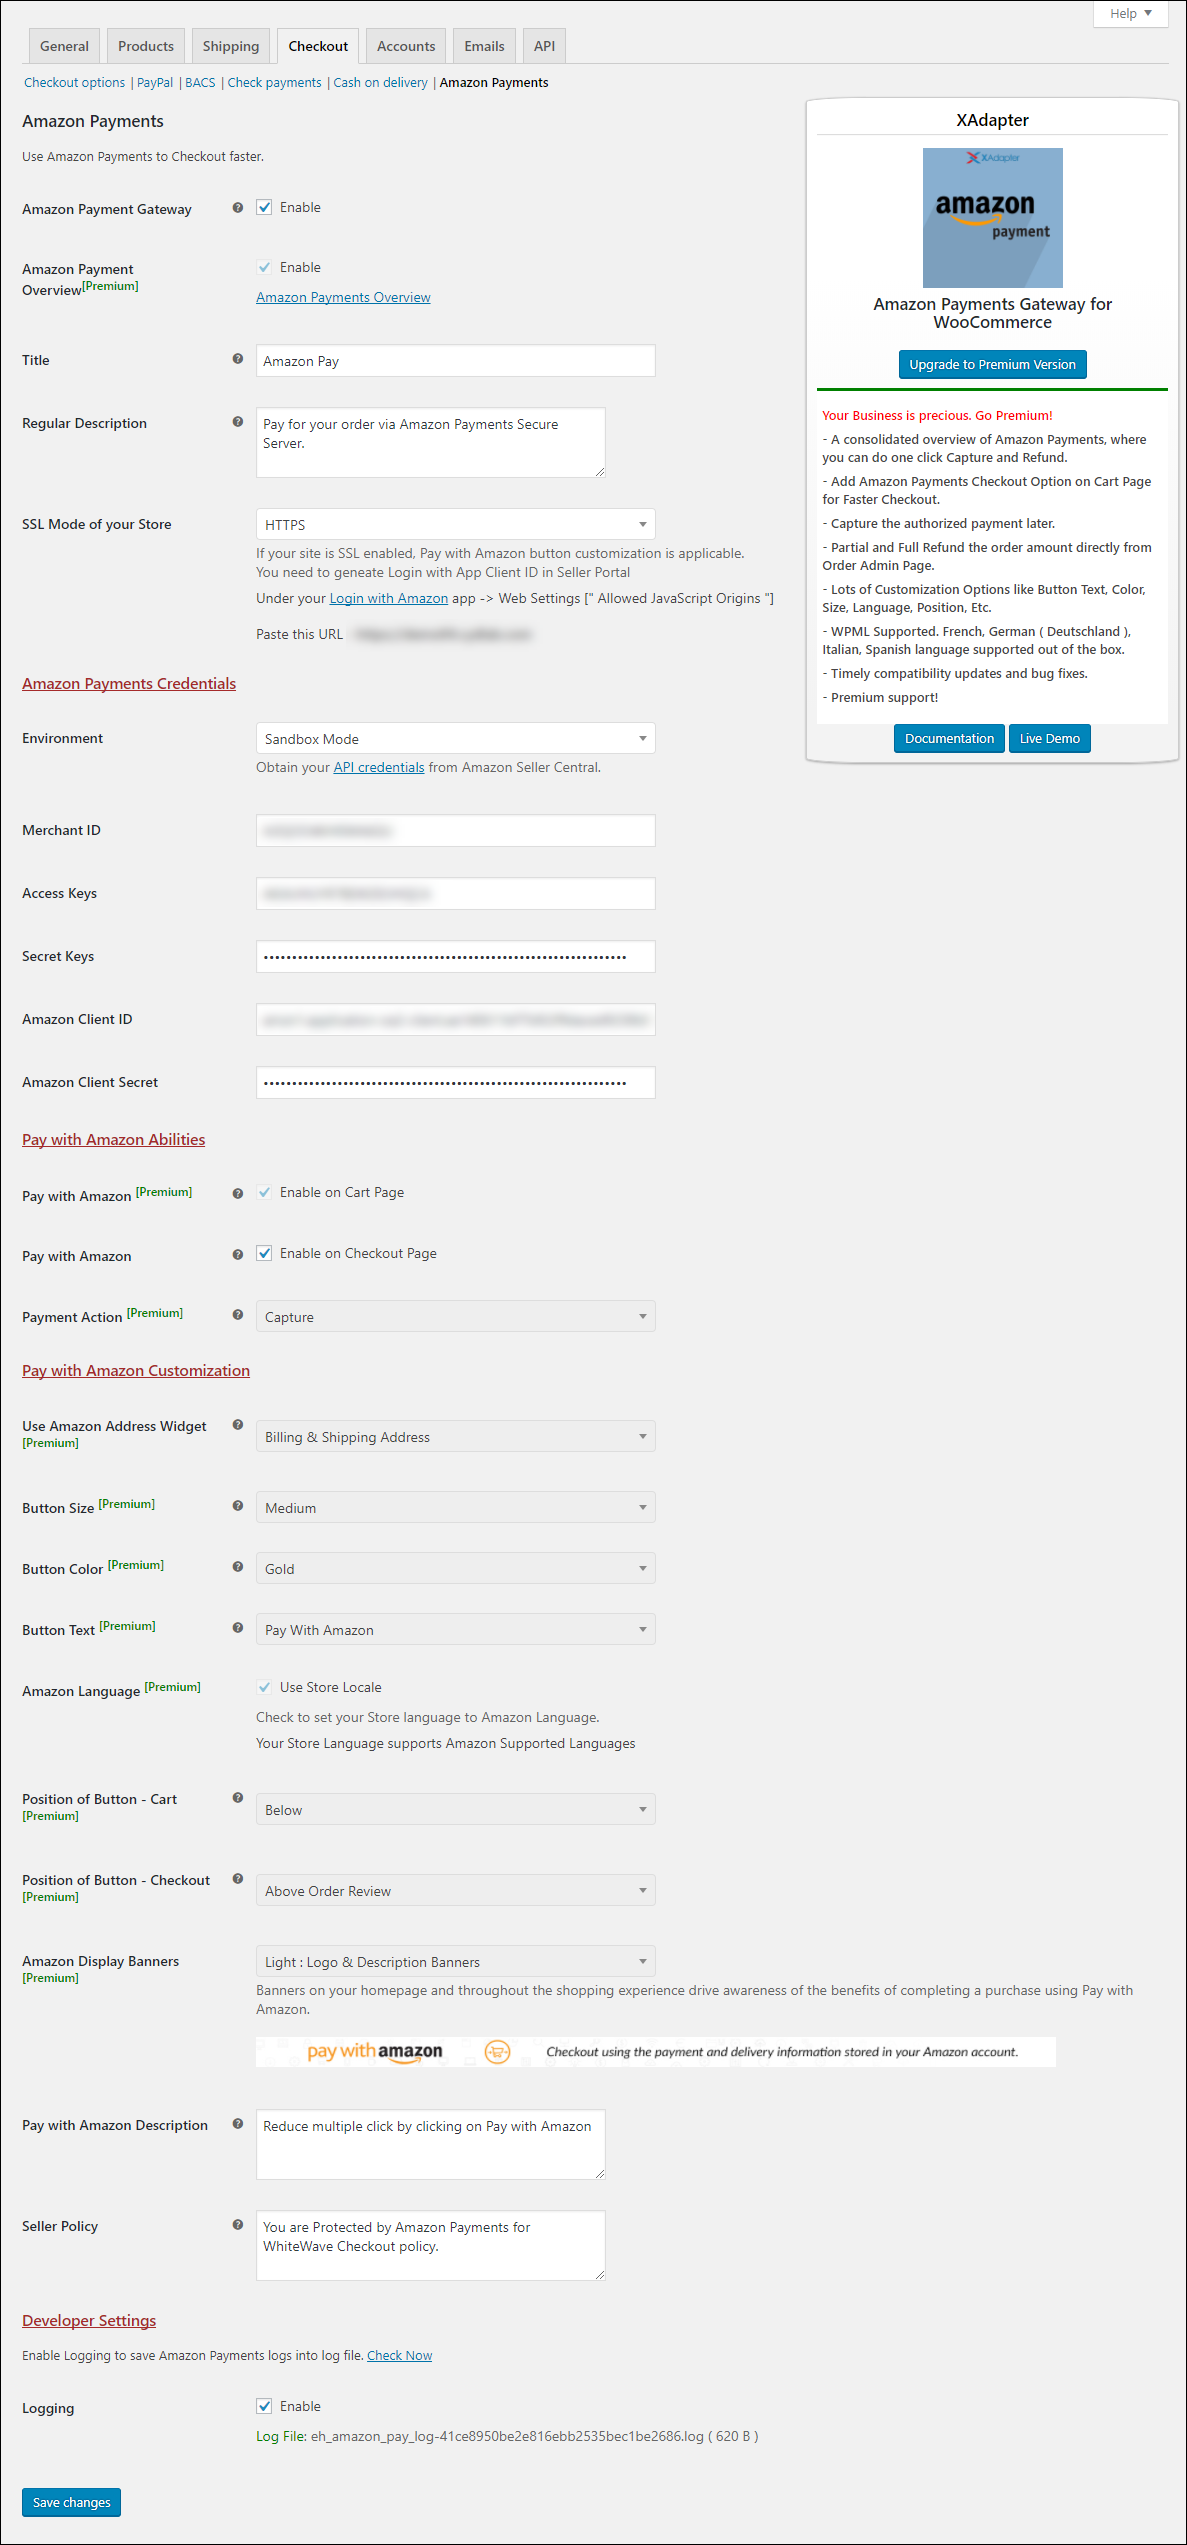 Help
General Products Shipping Checkout Accounts Emails API
Checkout options | PayPal | BACS | Check payments | Cash on delivery | Amazon Payments
Amazon Payments
Use Amazon Payments to Checkout faster.
Amazon Payment Gateway Enable
Amazon Payment
Overview[Premium]
Enable
Amazon Payments Overview
Title Amazon Pay
Regular Description
Pay for your order via Amazon Payments Secure
Server.
SSL Mode of your Store HTTPS
If your site is SSL enabled, Pay with Amazon button customization is applicable.
You need to geneate Login with App Client ID in Seller Portal
Under your Login with Amazon app -> Web Settings [" Allowed JavaScript Origins "]
Paste this URL
XAdapter
XAdapter
amazon
payment
Amazon Payments Gateway for
WooCommerce
Upgrade to Premium Version
Your Business is precious. Go Premium!
- A consolidated overview of Amazon Payments, where
you can do one click Capture and Refund.
- Add Amazon Payments Checkout Option on Cart Page
for Faster Checkout.
- Capture the authorized payment later.
- Partial and Full Refund the order amount directly from
Order Admin Page.
- Lots of Customization Options like Button Text, Color,
Size, Language, Position, Etc.
- WPML Supported. French, German ( Deutschland ),
Italian, Spanish language supported out of the box.
- Timely compatibility updates and bug fixes.
- Premium support!
Documentation Live Demo
Amazon Payments Credentials
Environment Sandbox Mode
Obtain your API credentials from Amazon Seller Central.
Merchant ID
Access Keys
Secret Keys
Amazon Client ID
Amazon Client Secret
Pay with Amazon Abilities
Pay with Amazon [Premium] Enable on Cart Page
Pay with Amazon Enable on Checkout Page
Payment Action [Premium] Capture
Pay with Amazon Customization
Use Amazon Address Widget
[Premium]
Billing & Shipping Address
Button Size [Premium] Medium
Button Color [Premium] Gold
Button Text [Premium] Pay With Amazon
Amazon Language [Premium] Use Store Locale
Check to set your Store language to Amazon Language.
Your Store Language supports Amazon Supported Languages
Position of Button - Cart
[Premium]
Below
Position of Button - Checkout
[Premium]
Above Order Review
Amazon Display Banners
[Premium]
Light : Logo & Description Banners
Banners on your homepage and throughout the shopping experience drive awareness of the benefits of completing a purchase using Pay with
Amazon.
pay with amazon Checkout using the payment and delivery information stored in your Amazon account.
Pay with Amazon Description Reduce multiple click by clicking on Pay with Amazon
Seller Policy
You are Protected by Amazon Payments for
WhiteWave Checkout policy.
Developer Settings
Enable Logging to save Amazon Payments logs into log file. Check Now
Logging Enable
Log File: eh_amazon_pay_log-41ce8950be2e816ebb2535bec1be2686.log ( 620 B )
Save changes